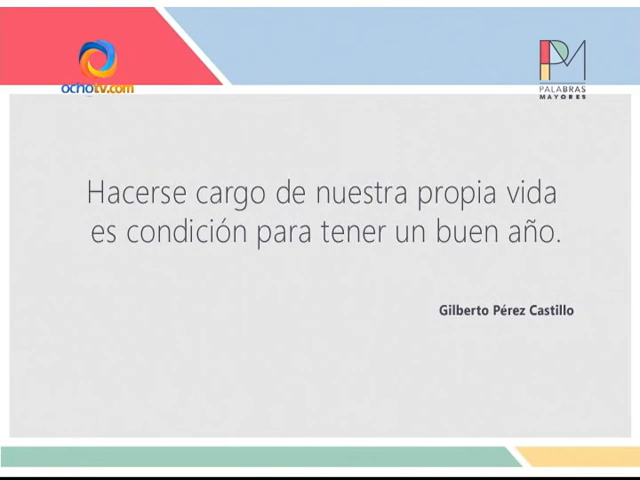 ochotv.com
PM
PALABRAS
MAYORES
Hacerse cargo de nuestra propia vida
es condición para tener un buen año.
Gilberto Pérez Castillo